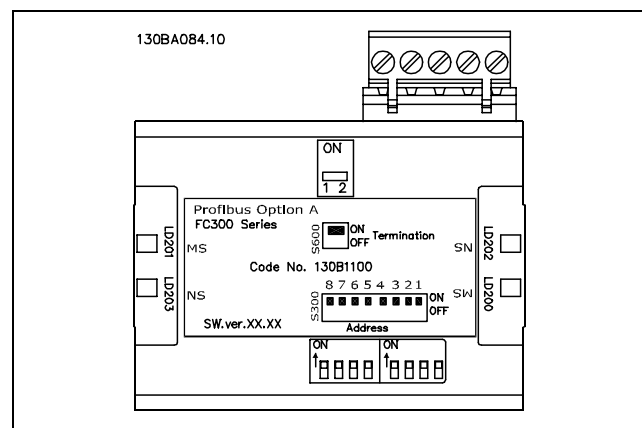 130BA084.10
ON
1 2
Profibus Option A
FC300 Series
S600
ON
OFF
Termination
LD201
MS
SN
LD202
Code No. 130B1100
LD203
NS
8 7 6 5 4 3 2 1
S300
ON
OFF
SW
LD200
SW.ver.XX.XX
Address
ON
ON